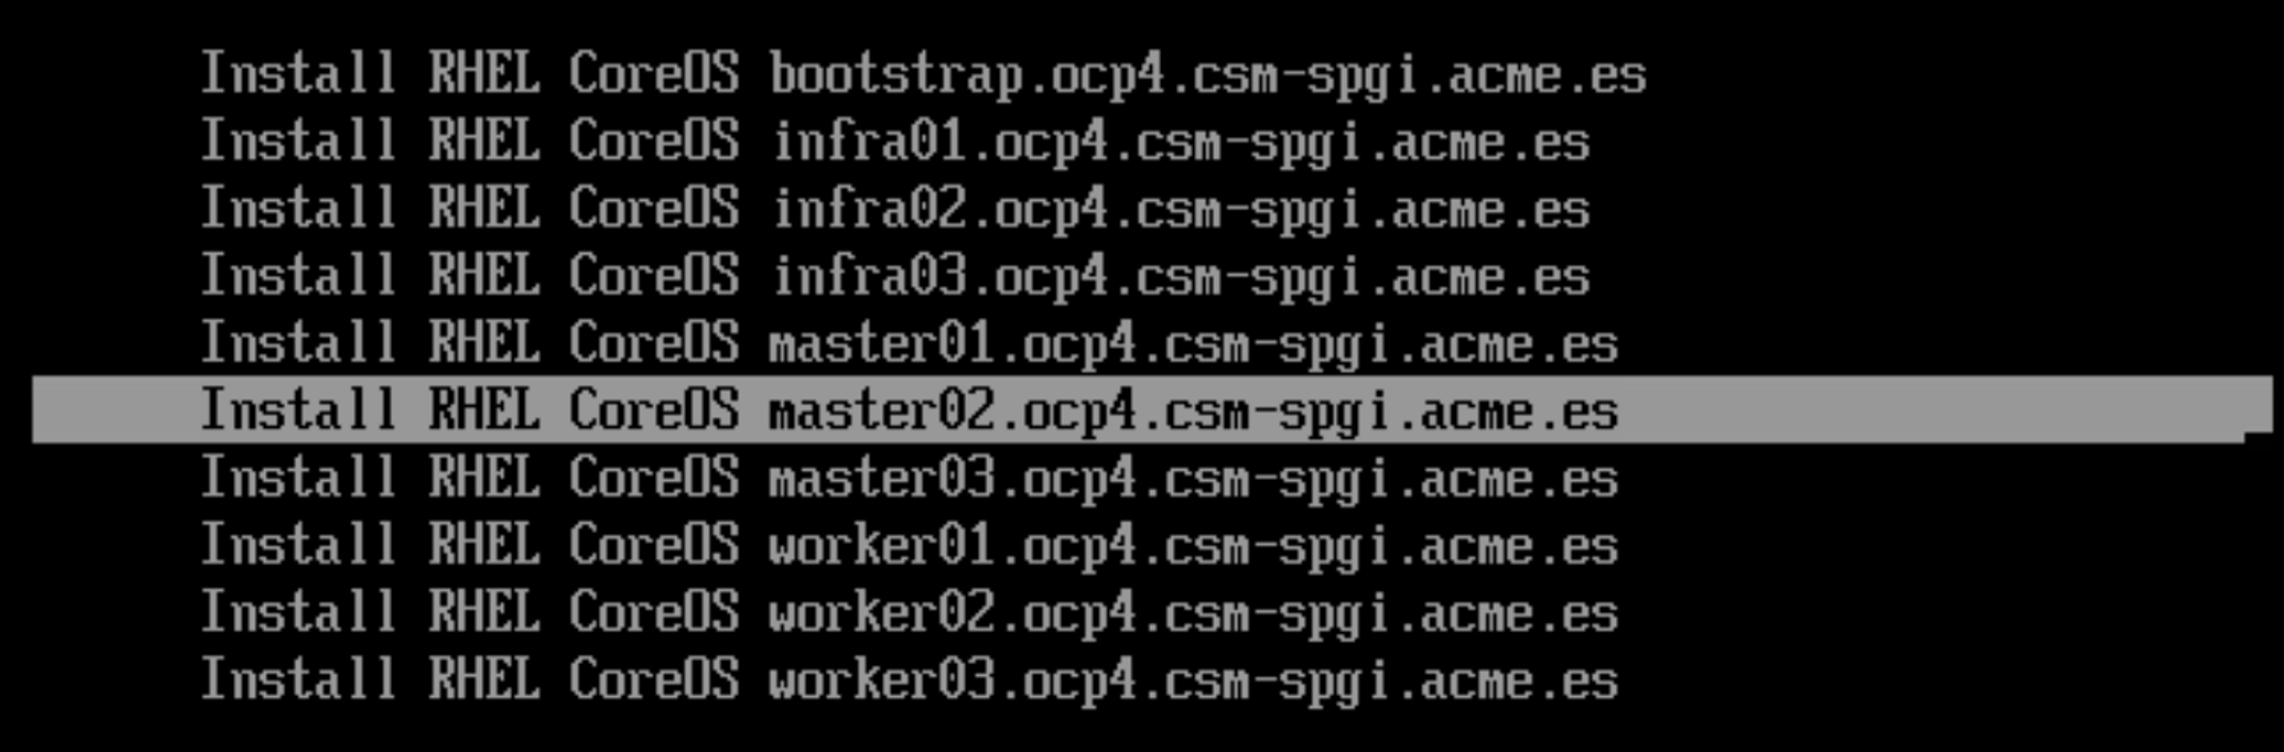 Install RHEL CoreOS bootstrap.ocp4.csm-spgi.acme.es
Install RHEL CoreOS infra01.ocp4.csm-spgi.acme.es
Install RHEL CoreOS infra02.ocp4.csm-spgi.acme.es
Install RHEL CoreOS infra03.ocp4.csm-spgi.acme.es
Install RHEL CoreOS master01.ocp4.csm-spgi.acme.es
Install RHEL CoreOS master02.ocp4.csm-spgi.acme.es
Install RHEL CoreOS master03.ocp4.csm-spgi.acme.es
Install RHEL CoreOS worker01.ocp4.csm-spgi.acme.es
Install RHEL CoreOS worker02.ocp4.csm-spgi.acme.es
Install RHEL CoreOS worker03.ocp4.csm-spgi.acme.es